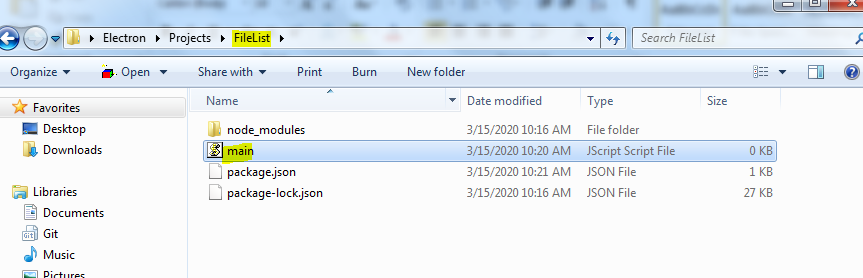 Electron Projects FileList Search FileList
Organize Open Share with Print Burn New folder
Favorites
Desktop
Downloads
Libraries
Documents
Git
Music
Pictures
Name Date modified Type Size
node_modules 3/15/2020 10:16 AM File folder
main 3/15/2020 10:20 AM JScript Script File 0 KB
package.json 3/15/2020 10:21 AM JSON File 1 KB
package-lock.json 3/15/2020 10:16 AM JSON File 27 KB